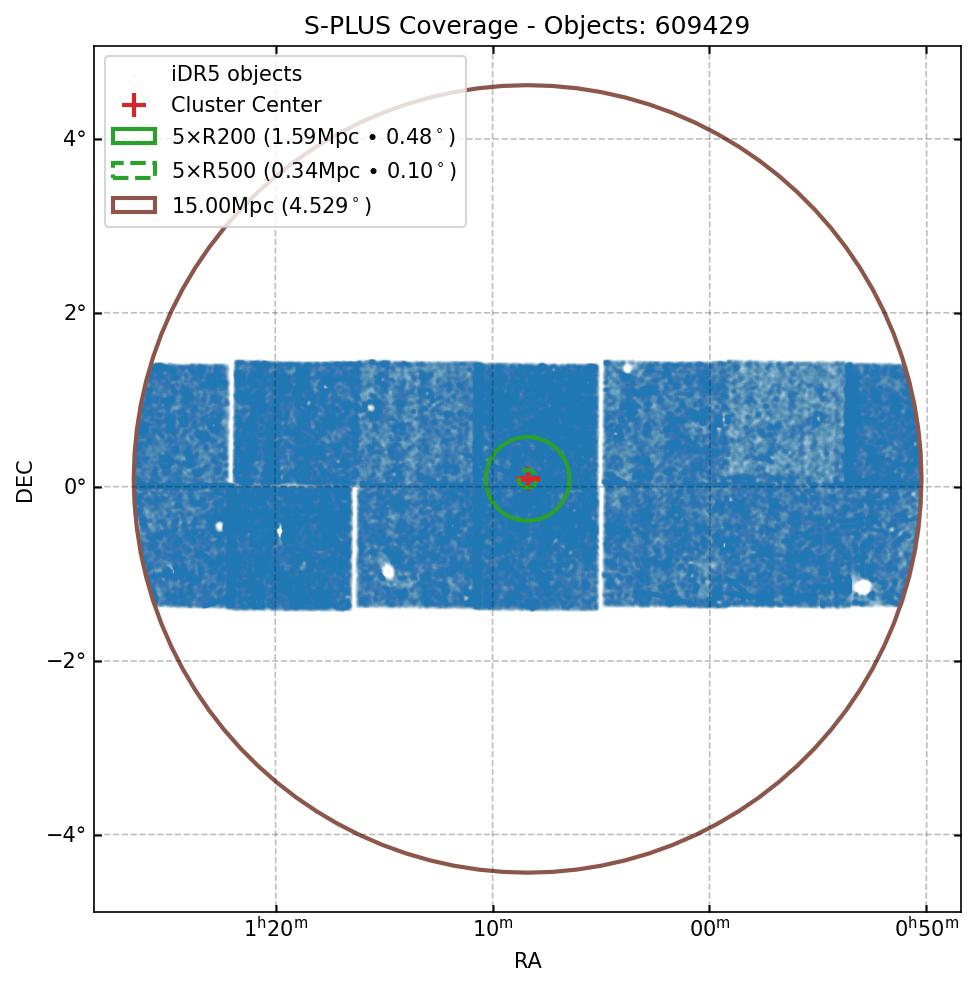 S-PLUS Coverage - Objects: 609429
iDR5 objects
Cluster Center
5×R200 (1.59Mpc • 0.48°)
5×R500 (0.34Mpc • 0.10°)
15.00Mpc (4.529°)
4°
2°
0°
−2°
−4°
DEC
1h20m
10m
00m
0h50m
RA